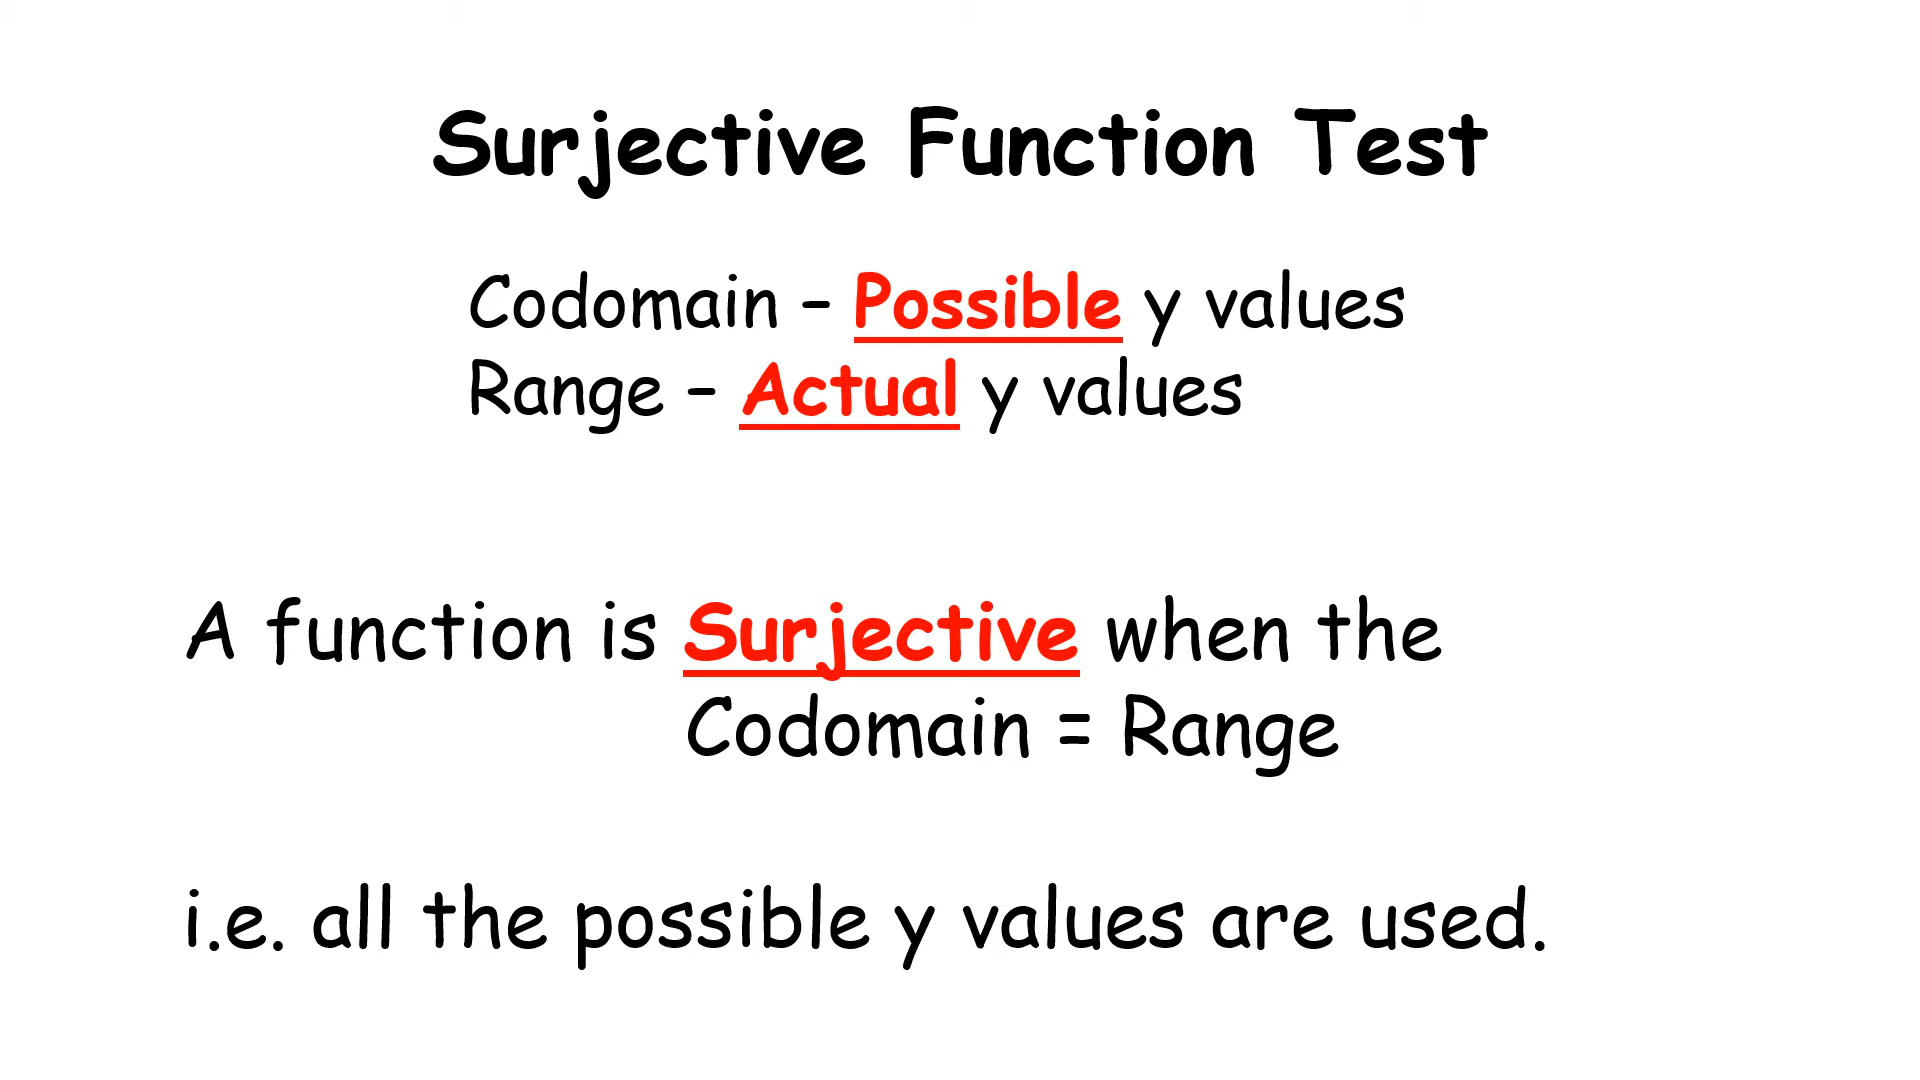 Surjective Function Test
Codomain – Possible y values
Range – Actual y values
A function is Surjective when the
Codomain = Range
i.e. all the possible y values are used.